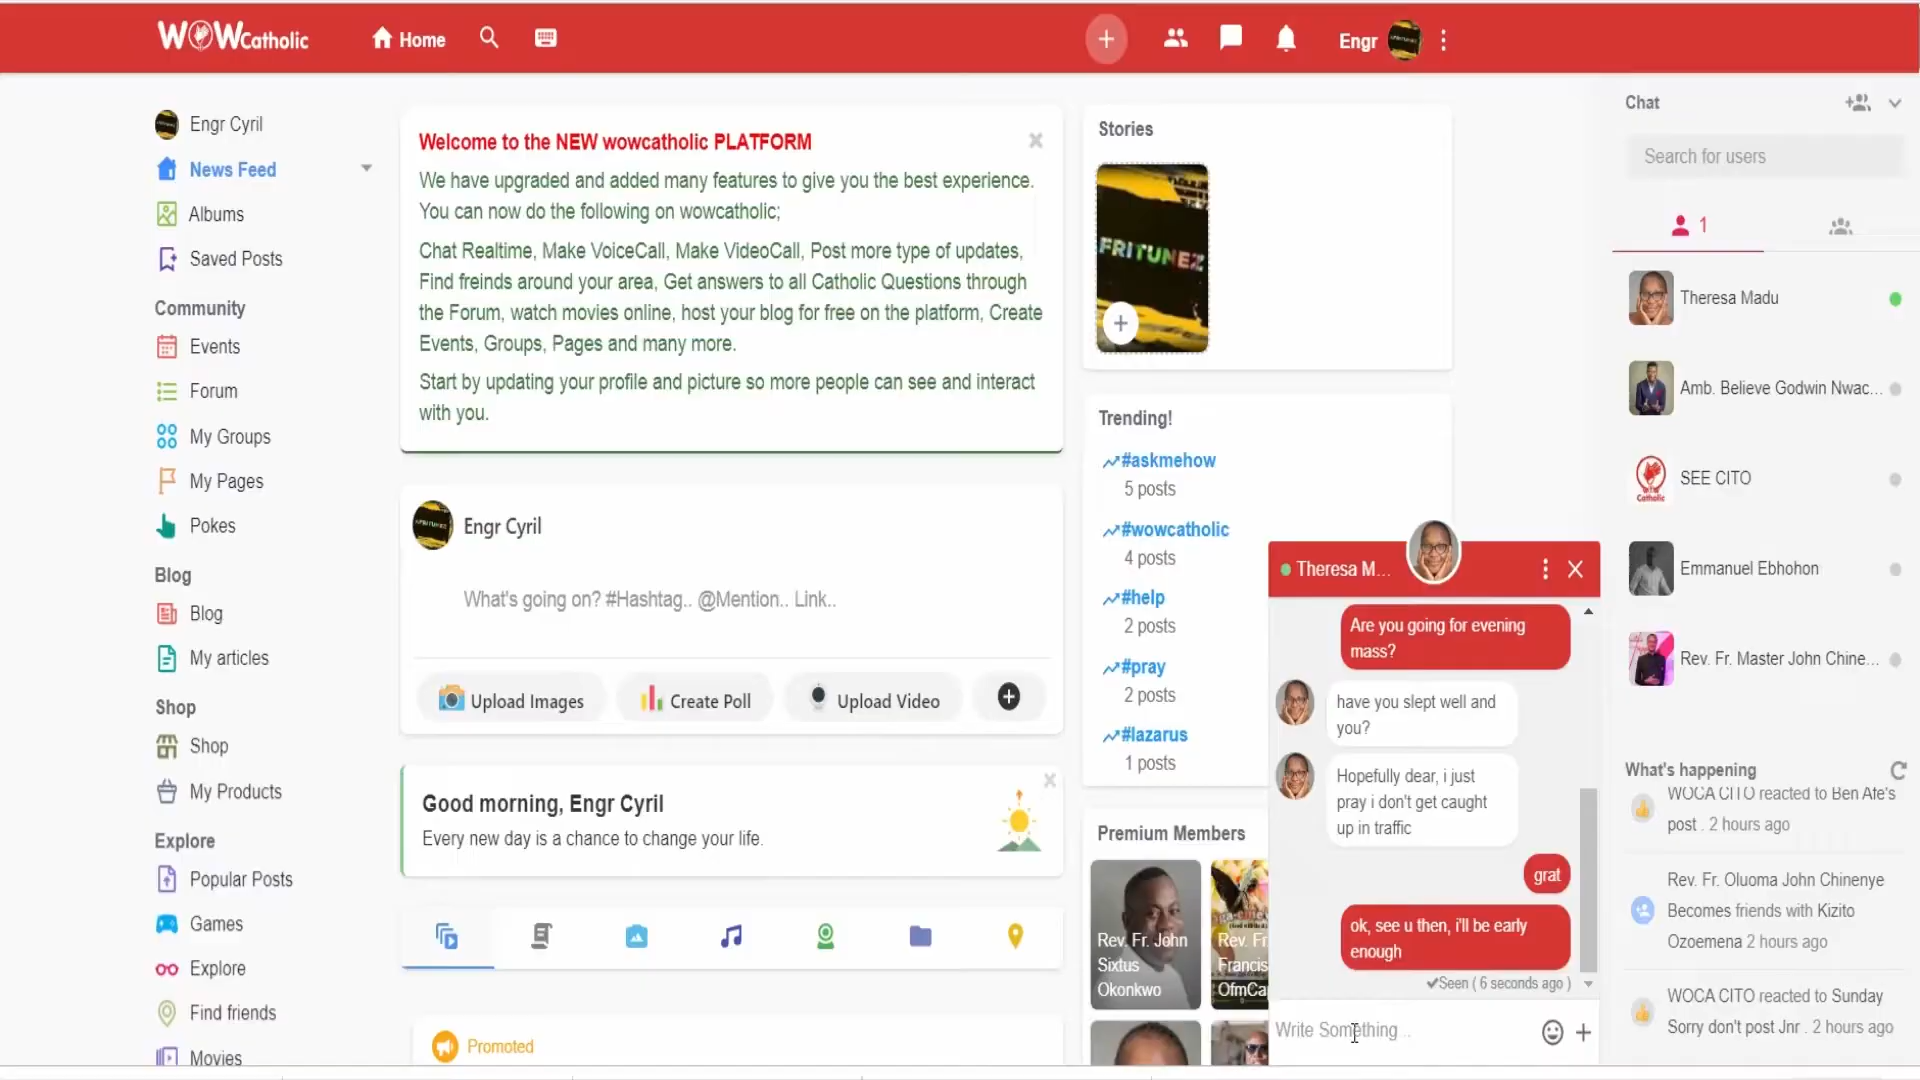 WOWCatholic
Home
Engr
Engr Cyril
News Feed
Albums
Saved Posts
Community
Events
Forum
My Groups
My Pages
Pokes
Blog
Blog
My articles
Shop
Shop
My Products
Explore
Popular Posts
Games
Explore
Find friends
Movies
Welcome to the NEW wowcatholic PLATFORM
We have upgraded and added many features to give you the best experience.
You can now do the following on wowcatholic;
Chat Realtime, Make VoiceCall, Make VideoCall, Post more type of updates,
Find freinds around your area, Get answers to all Catholic Questions through
the Forum, watch movies online, host your blog for free on the platform, Create
Events, Groups, Pages and many more.
Start by updating your profile and picture so more people can see and interact
with you.
Engr Cyril
What's going on? #Hashtag.. @Mention.. Link..
Upload Images
Create Poll
Upload Video
Good morning, Engr Cyril
Every new day is a chance to change your life.
Promoted
Stories
FRITUNEZ
Trending!
#askmehow
5 posts
#wowcatholic
4 posts
#help
2 posts
#pray
2 posts
#lazarus
1 posts
Premium Members
Rev. Fr. John
Sixtus
Okonkwo
Rev. Fr
Francis
OfmCa
Theresa M...
Are you going for evening
mass?
have you slept well and
you?
Hopefully dear, i just
pray i don't get caught
up in traffic
grat
ok, see u then, i'll be early
enough
Seen ( 6 seconds ago )
Write Something ..
Chat
Search for users
1
Theresa Madu
Amb. Believe Godwin Nwac...
SEE CITO
Emmanuel Ebhohon
Rev. Fr. Master John Chine...
What's happening
WOCA CITO reacted to Ben Afe's
post . 2 hours ago
Rev. Fr. Oluoma John Chinenye
Becomes friends with Kizito
Ozoemena 2 hours ago
WOCA CITO reacted to Sunday
Sorry don't post Jnr . 2 hours ago